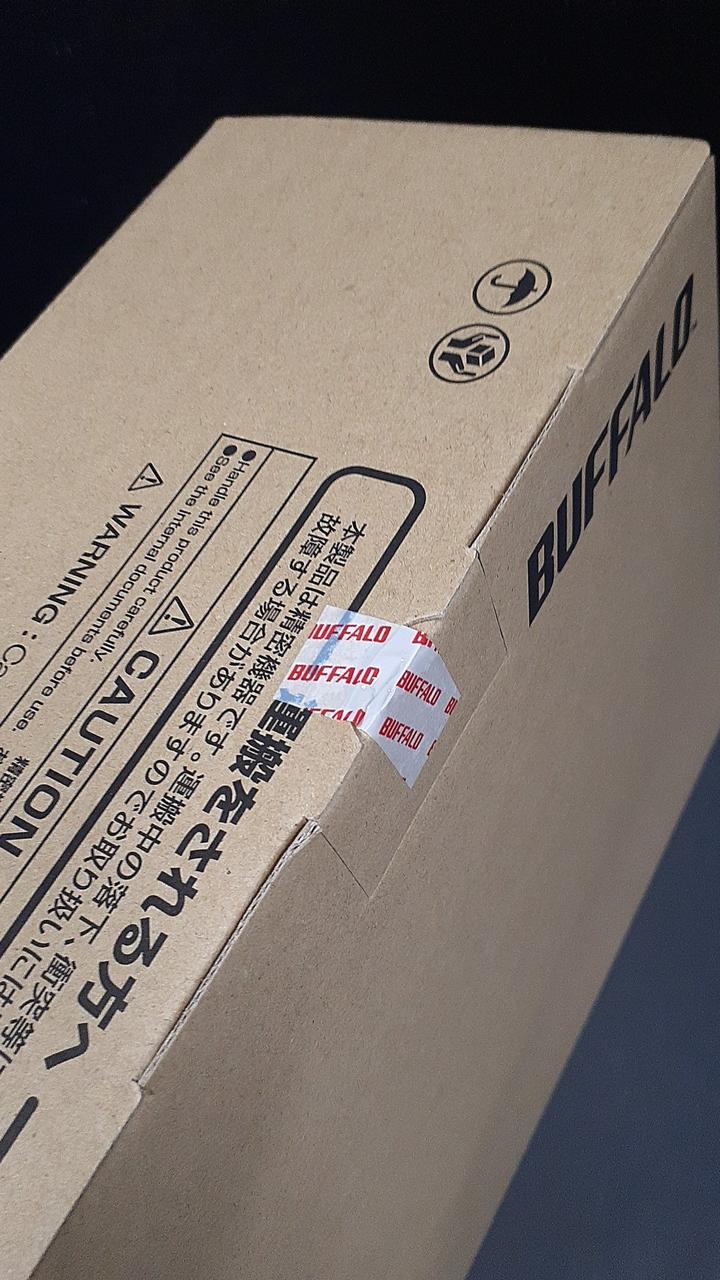 BUFFALO
運搬をされる方へ
本製品は精密機器です。運搬中の落下、衝突等に
故障する場合がありますのでお取り扱いには
CAUTION
●Handle this product carefully.
●See the internal documents before use.
WARNING : Ca
精密
BUFFALO
BUFFALO BUFFALO
BUFFALO